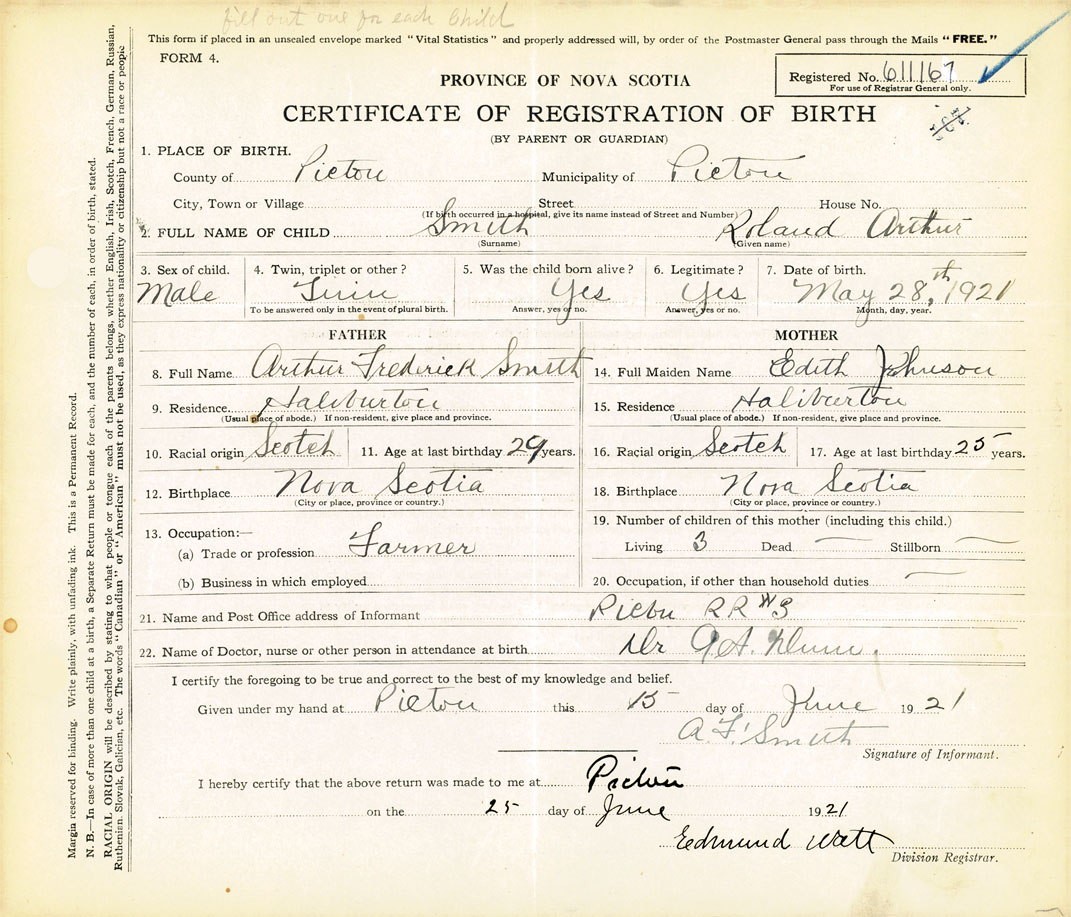 fill out one for each Child
This form if placed in an unsealed envelope marked "Vital Statistics" and properly addressed will, by order of the Postmaster General pass through the Mails "FREE."
FORM 4.
Registered No. 611167
For use of Registrar General only.
PROVINCE OF NOVA SCOTIA
CERTIFICATE OF REGISTRATION OF BIRTH
(BY PARENT OR GUARDIAN)
1. PLACE OF BIRTH.
County of Pictou Municipality of Pictou
City, Town or Village Street House No.
(If birth occurred in a hospital, give its name instead of Street and Number)
2. FULL NAME OF CHILD Smith Roland Arthur
(Surname) (Given name)
3. Sex of child. 4. Twin, triplet or other? 5. Was the child born alive? 6. Legitimate? 7. Date of birth.
Male Twin Yes Yes May 28th, 1921
To be answered only in the event of plural birth. Answer, yes or no. Answer, yes or no. Month, day, year.
FATHER MOTHER
8. Full Name Arthur Frederick Smith 14. Full Maiden Name Edith Johnson
9. Residence Haliburton 15. Residence Haliburton
(Usual place of abode.) If non-resident, give place and province. (Usual place of abode.) If non-resident, give place and province.
10. Racial origin Scotch 11. Age at last birthday 29 years. 16. Racial origin Scotch 17. Age at last birthday 25 years.
12. Birthplace Nova Scotia 18. Birthplace Nova Scotia
(City or place, province or country.) (City or place, province or country.)
13. Occupation:— 19. Number of children of this mother (including this child.)
(a) Trade or profession Farmer Living 3 Dead — Stillborn —
(b) Business in which employed 20. Occupation, if other than household duties —
21. Name and Post Office address of Informant Pictou RR #3
22. Name of Doctor, nurse or other person in attendance at birth Dr
I certify the foregoing to be true and correct to the best of my knowledge and belief.
Given under my hand at Pictou this 15 day of June 1921
A. F. Smith
Signature of Informant.
I hereby certify that the above return was made to me at Pictou
on the 25 day of June 1921
Edmund Watt
Division Registrar.
Margin reserved for binding. Write plainly, with unfading ink. This is a Permanent Record.
N. B.—In case of more than one child at a birth, a Separate Return must be made for each, and the number of each, in order of birth, stated.
RACIAL ORIGIN will be described by stating to what people or tongue each of the parents belongs, whether English, Irish, Scotch, French, German, Russian,
Ruthenian, Slovak, Galician, etc. The words "Canadian" or "American" must not be used, as they express nationality or citizenship but not a race or people